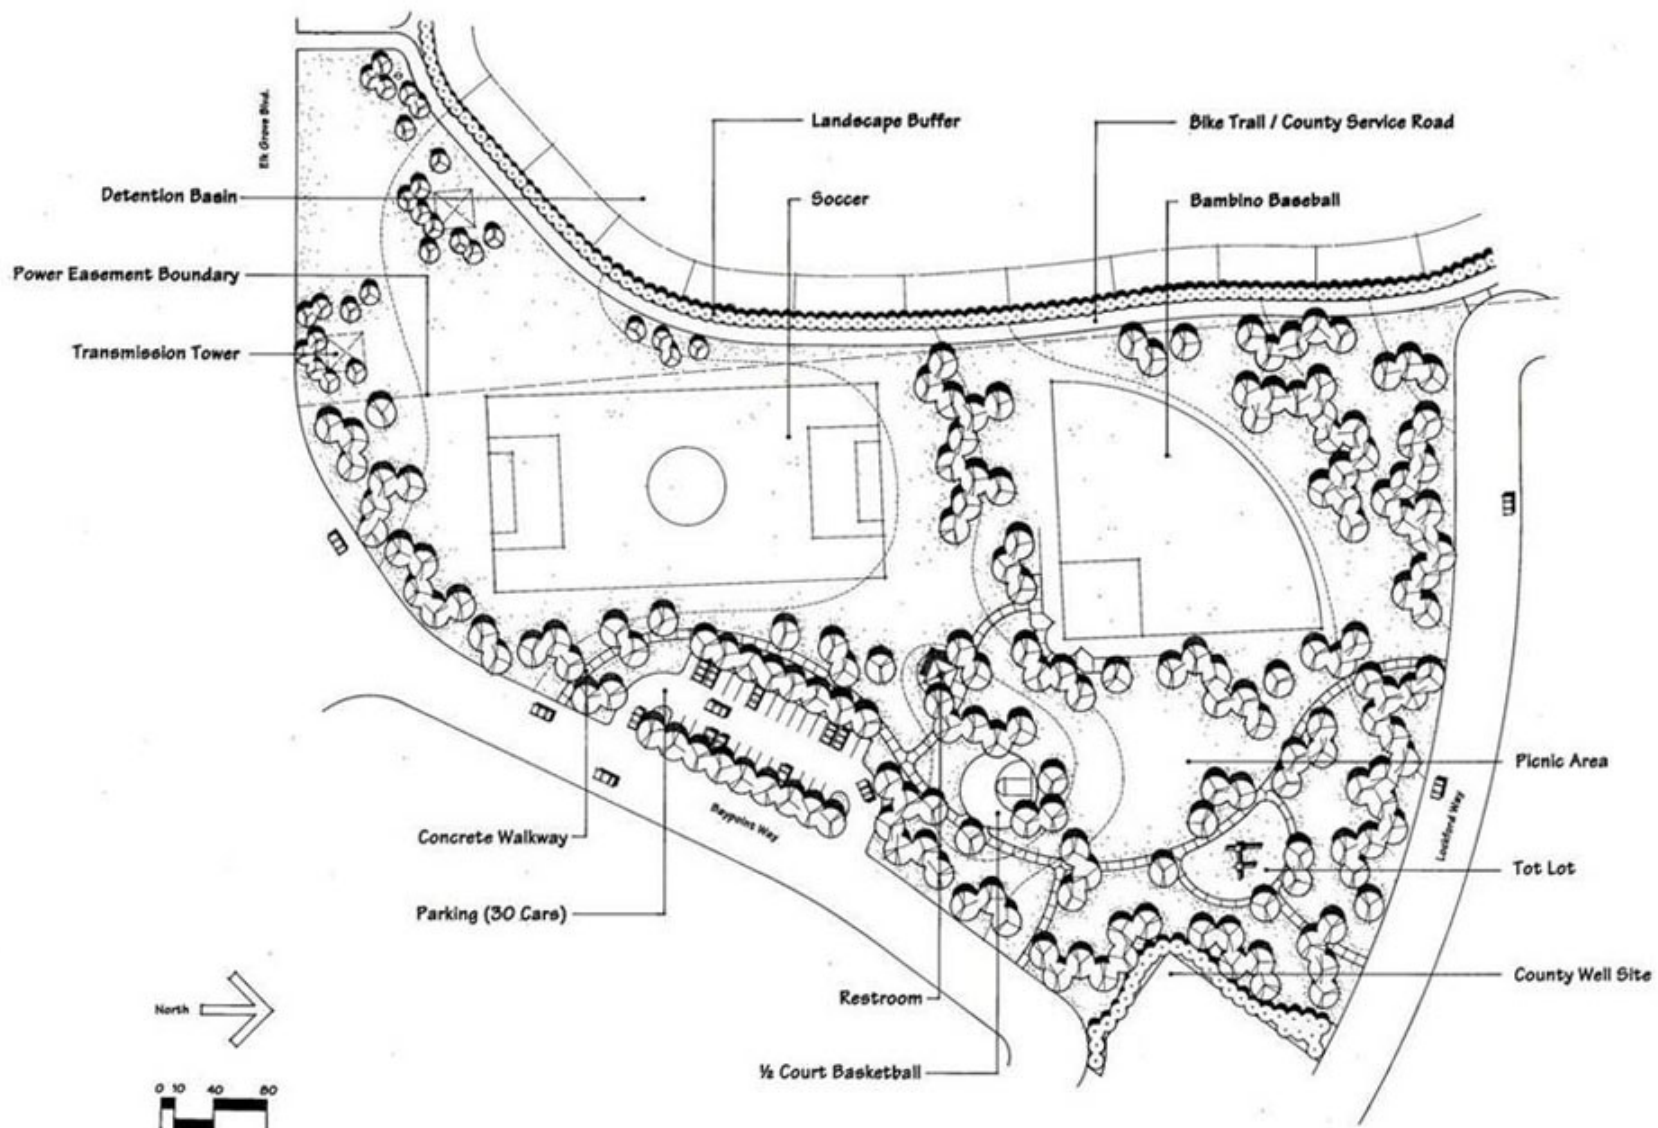 Elk Grove Blvd.
Landscape Buffer
Bike Trail / County Service Road
Detention Basin
Soccer
Bambino Baseball
Power Easement Boundary
Transmission Tower
Picnic Area
Baypoint Way
Lockford Way
Concrete Walkway
Tot Lot
Parking (30 Cars)
County Well Site
Restroom
North
½ Court Basketball
0 10 40 80